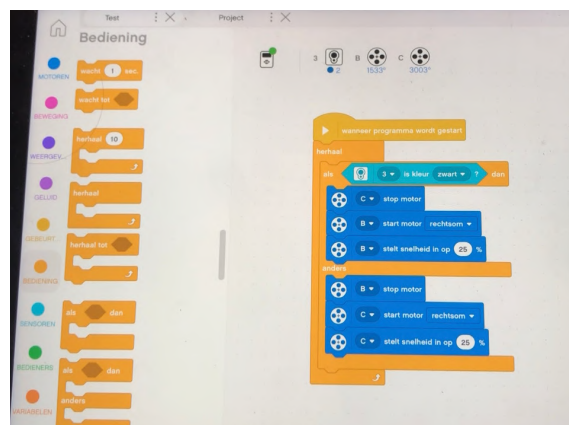 Test
Project
Bediening
3
B
C
2
1533°
3003°
MOTOREN
wacht 1 sec.
wacht tot
BEWEGING
herhaal 10
WEERGEV...
herhaal
GELUID
GEBEURT...
herhaal tot
BEDIENING
als dan
SENSOREN
BEDIENERS
als dan
anders
VARIABELEN
wanneer programma wordt gestart
herhaal
als 3 is kleur zwart ? dan
C stop motor
B start motor rechtsom
B stelt snelheid in op 25 %
anders
B stop motor
C start motor rechtsom
C stelt snelheid in op 25 %